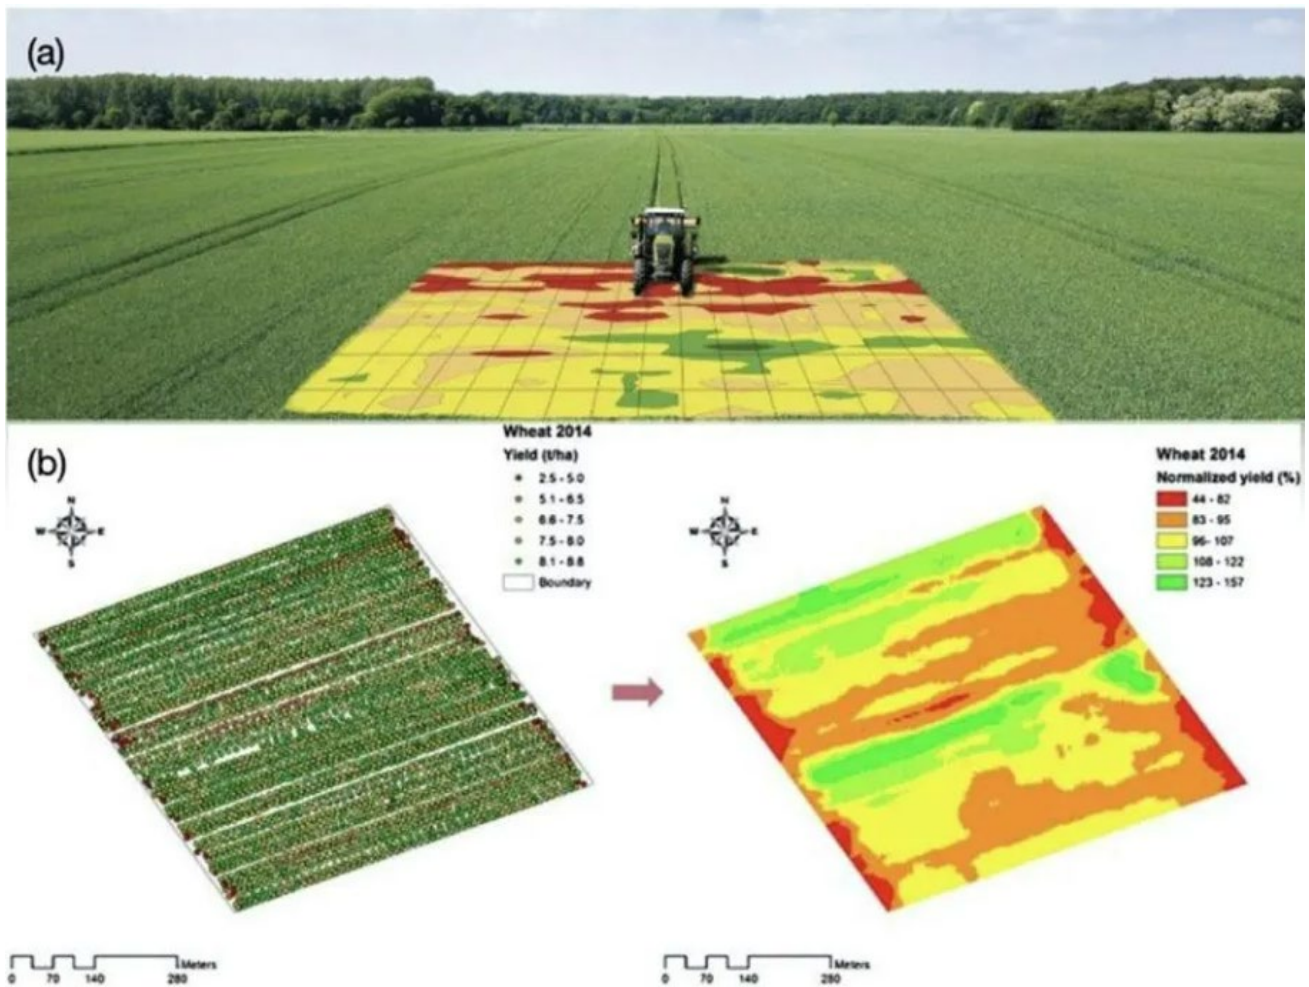 (a)
(b)
Wheat 2014
Yield (t/ha)
2.5 - 5.0
5.1 - 6.5
6.6 - 7.5
7.5 - 8.0
8.1 - 8.8
Boundary
N
W E
S
0 70 140 280 Meters
Wheat 2014
Normalized yield (%)
44 - 82
83 - 95
96- 107
108 - 122
123 - 157
N
W E
S
0 70 140 280 Meters